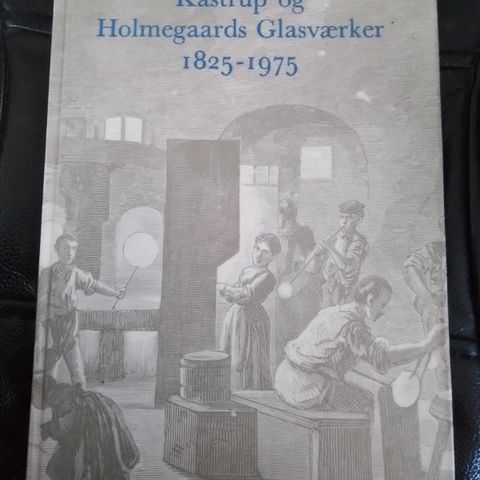 Kastrup og
Holmegaards Glasværker
1825-1975